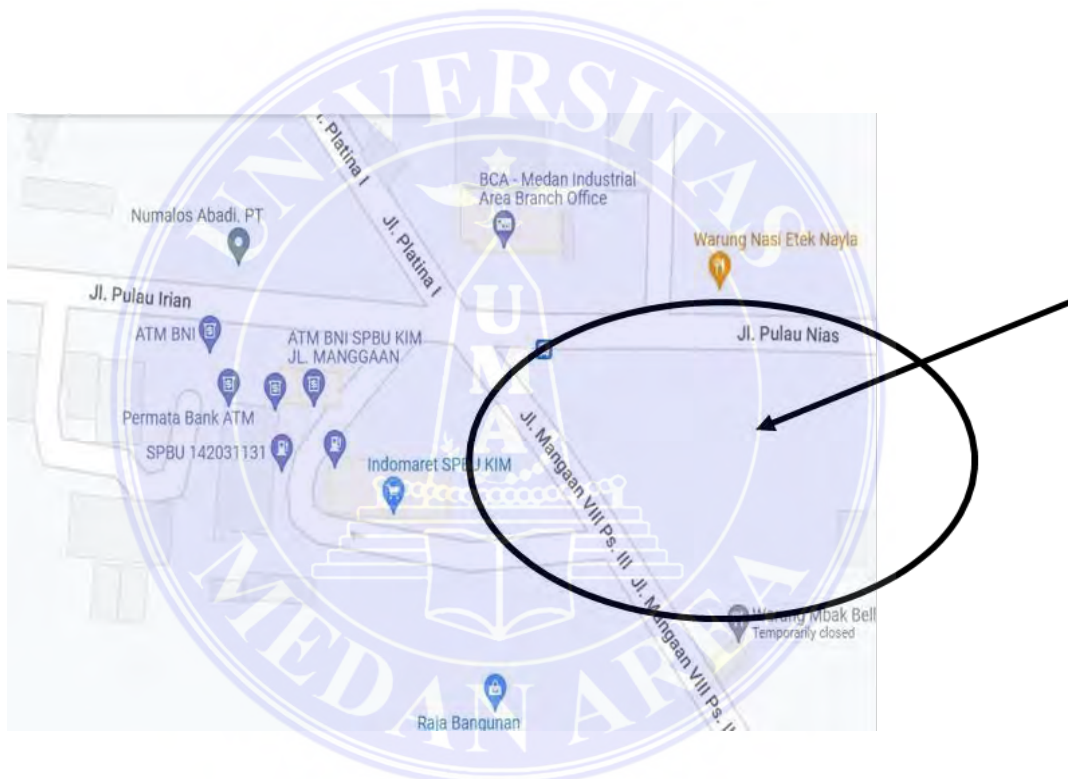 UNIVERSITAS
Jl. Platina I
BCA - Medan Industrial
Area Branch Office
Numalos Abadi, PT
Jl. Platina I
Warung Nasi Etek Nayla
Jl. Pulau Irian
UMA
ATM BNI
ATM BNI SPBU KIM
JL. MANGGAAN
Jl. Pulau Nias
Permata Bank ATM
SPBU 142031131
Indomaret SPBU KIM
Jl. Mangaan VIII Ps. III
Jl. Mangaan VIII Ps.
Warung Mbak Bell
Temporarily closed
Raja Bangunan
MEDAN AREA